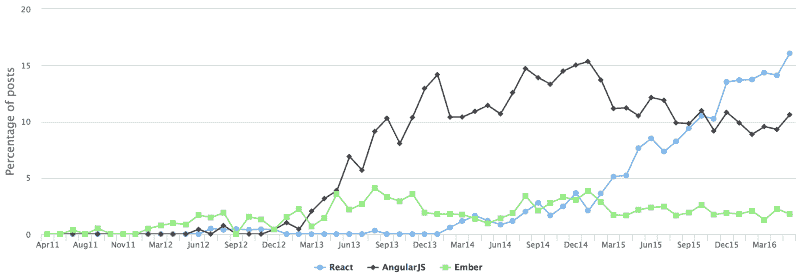 20
15
10
5
0
Percentage of posts
Apr11 Aug11 Nov11 Mar12 Jun12 Sep12 Dec12 Mar13 Jun13 Sep13 Dec13 Mar14 Jun14 Sep14 Dec14 Mar15 Jun15 Sep15 Dec15 Mar16
React AngularJS Ember